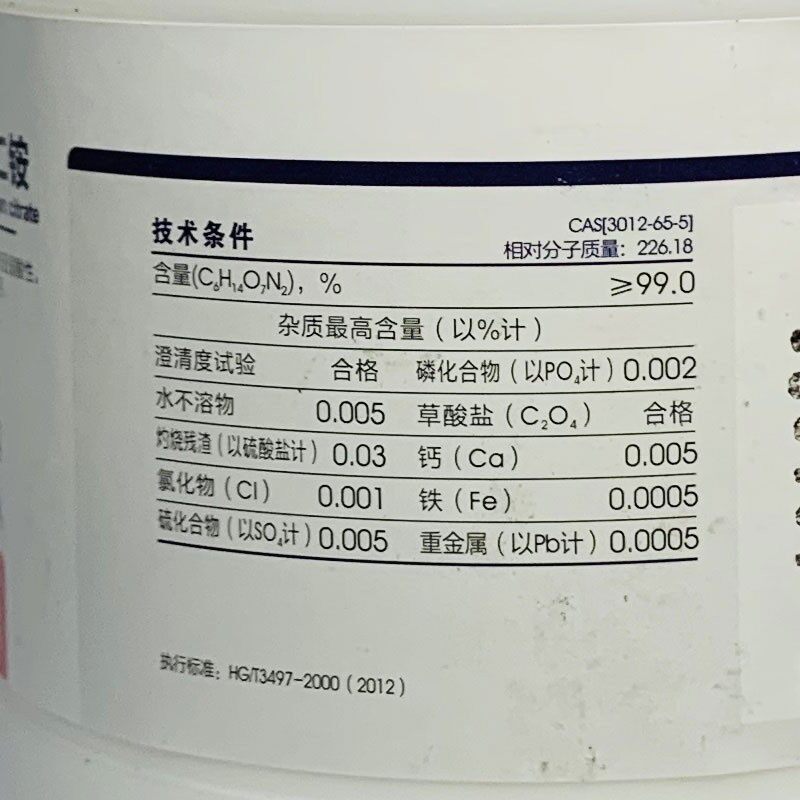 二铵
citrate
技术条件
CAS[3012-65-5]
相对分子质量：226.18
含量(C₆H₁₄O₇N₂)，% ≥99.0
杂质最高含量（以%计）
澄清度试验 合格 磷化合物（以PO₄计）0.002
水不溶物 0.005 草酸盐（C₂O₄） 合格
灼烧残渣（以硫酸盐计）0.03 钙（Ca） 0.005
氯化物（Cl） 0.001 铁（Fe） 0.0005
硫化合物（以SO₄计）0.005 重金属（以Pb计）0.0005
执行标准：HG/T3497-2000（2012）